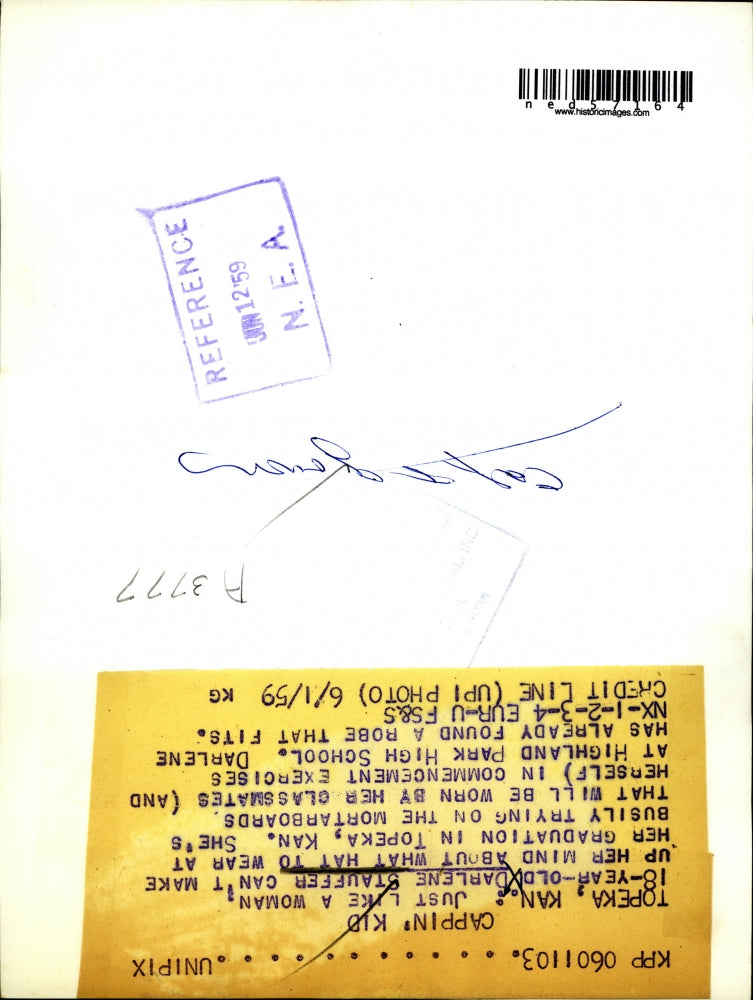 ned57164
www.historicimages.com
REFERENCE
JUN 12 '59
N. E. A.
A 3777
KPP 0601103. . . . . . . . . . . . . UNIPIX
CAPPIN' KID
TOPEKA, KAN.: JUST LIKE A WOMAN,
18-YEAR-OLD DARLENE STAUFFER CAN'T MAKE
UP HER MIND ABOUT WHAT HAT TO WEAR AT
HER GRADUATION IN TOPEKA, KAN. SHE'S
BUSILY TRYING ON THE MORTARBOARDS
THAT WILL BE WORN BY HER CLASSMATES (AND
HERSELF) IN COMMENCEMENT EXERCISES
AT HIGHLAND PARK HIGH SCHOOL. DARLENE
HAS ALREADY FOUND A ROBE THAT FITS.
NX-1-2-3-4 EUR-U FS&S
CREDIT LINE (UPI PHOTO) 6/1/59 KG